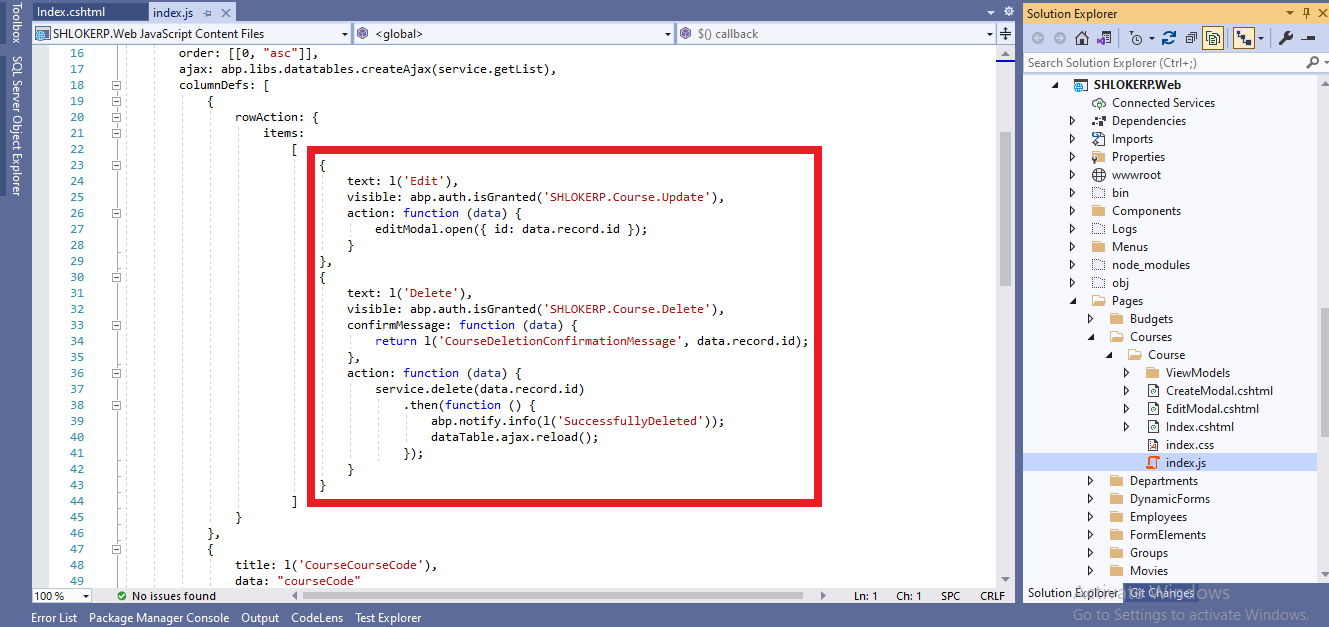 Toolbox
SQL Server Object Explorer
Index.cshtml
index.js
SHLOKERP.Web JavaScript Content Files
<global>
$() callback
16 order: [[0, "asc"]],
17 ajax: abp.libs.datatables.createAjax(service.getList),
18 columnDefs: [
19 {
20 rowAction: {
21 items:
22 [
23 {
24 text: l('Edit'),
25 visible: abp.auth.isGranted('SHLOKERP.Course.Update'),
26 action: function (data) {
27 editModal.open({ id: data.record.id });
28 }
29 },
30 {
31 text: l('Delete'),
32 visible: abp.auth.isGranted('SHLOKERP.Course.Delete'),
33 confirmMessage: function (data) {
34 return l('CourseDeletionConfirmationMessage', data.record.id);
35 },
36 action: function (data) {
37 service.delete(data.record.id)
38 .then(function () {
39 abp.notify.info(l('SuccessfullyDeleted'));
40 dataTable.ajax.reload();
41 });
42 }
43 }
44 ]
45 }
46 },
47 {
48 title: l('CourseCourseCode'),
49 data: "courseCode"
100 %
No issues found
Ln: 1
Ch: 1
SPC
CRLF
Error List
Package Manager Console
Output
CodeLens
Test Explorer
Solution Explorer
Search Solution Explorer (Ctrl+;)
SHLOKERP.Web
Connected Services
Dependencies
Imports
Properties
wwwroot
bin
Components
Logs
Menus
node_modules
obj
Pages
Budgets
Courses
Course
ViewModels
CreateModal.cshtml
EditModal.cshtml
Index.cshtml
index.css
index.js
Departments
DynamicForms
Employees
FormElements
Groups
Movies
Solution Explorer
Git Changes
Activate Windows
Go to Settings to activate Windows.